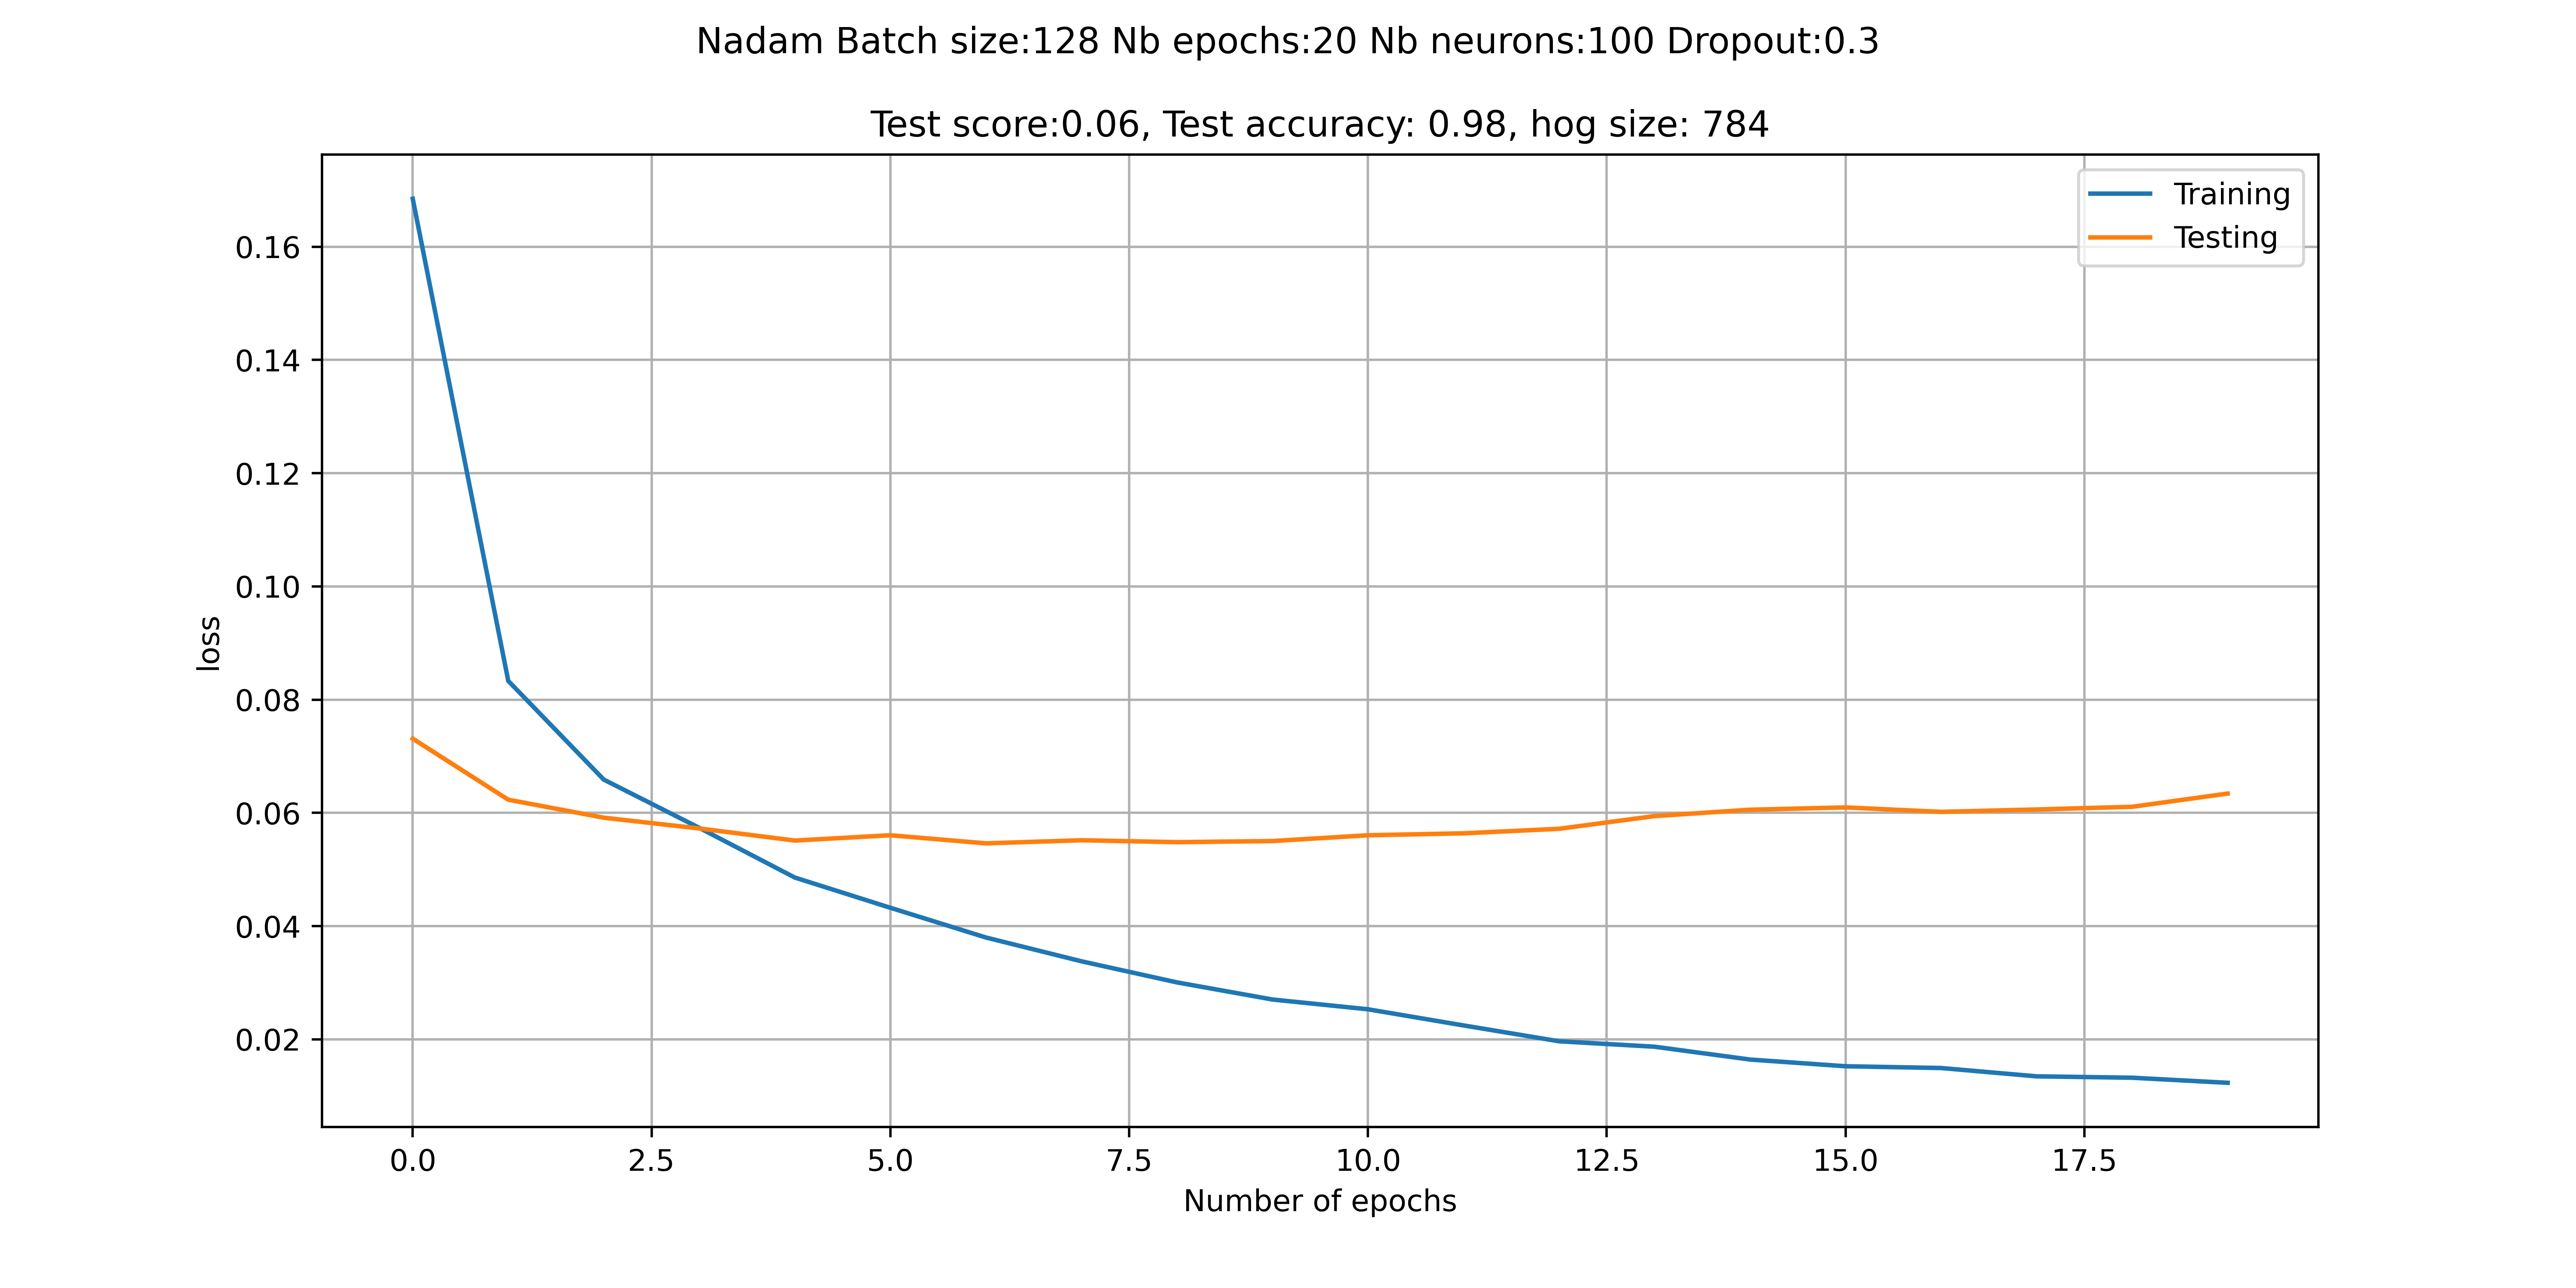 Nadam Batch size:128 Nb epochs:20 Nb neurons:100 Dropout:0.3
Test score:0.06, Test accuracy: 0.98, hog size: 784
Training
Testing
0.16
0.14
0.12
0.10
0.08
0.06
0.04
0.02
loss
0.0 2.5 5.0 7.5 10.0 12.5 15.0 17.5
Number of epochs